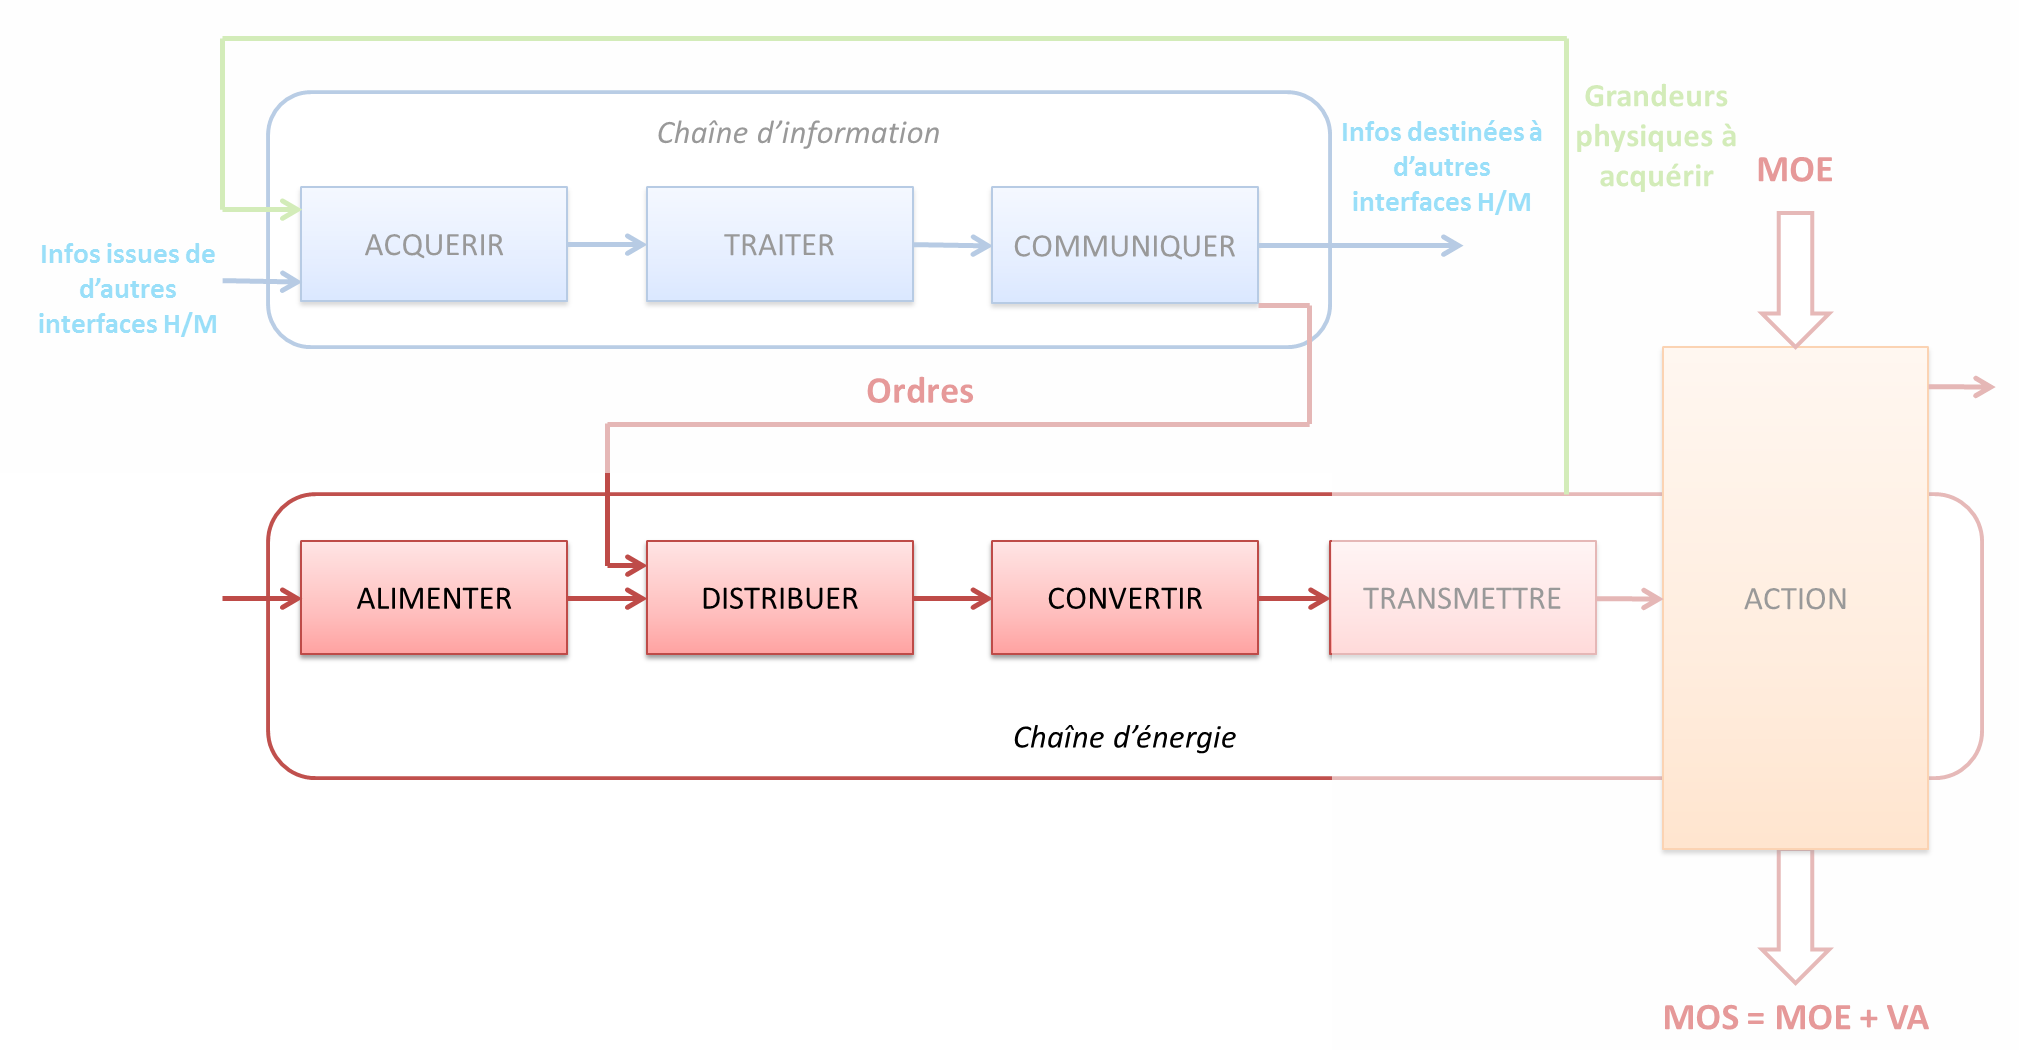 Grandeurs
physiques à
acquérir
MOE
Chaîne d’information
Infos destinées à
d’autres
interfaces H/M
ACQUERIR
TRAITER
COMMUNIQUER
Infos issues de
d’autres
interfaces H/M
Ordres
ALIMENTER
DISTRIBUER
CONVERTIR
TRANSMETTRE
ACTION
Chaîne d’énergie
MOS = MOE + VA